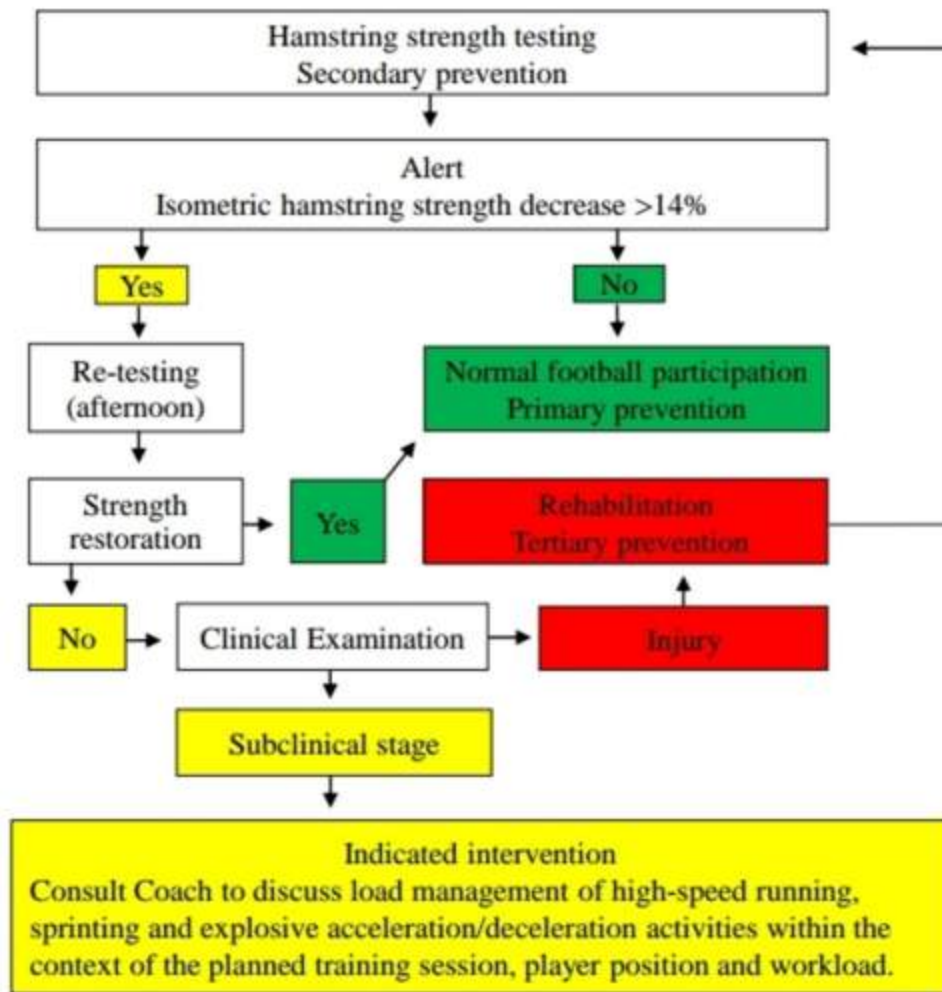 Hamstring strength testing
Secondary prevention
Alert
Isometric hamstring strength decrease >14%
Yes
No
Re-testing
(afternoon)
Normal football participation
Primary prevention
Strength
restoration
Yes
Rehabilitation
Tertiary prevention
No
Clinical Examination
Injury
Subclinical stage
Indicated intervention
Consult Coach to discuss load management of high-speed running,
sprinting and explosive acceleration/deceleration activities within the
context of the planned training session, player position and workload.